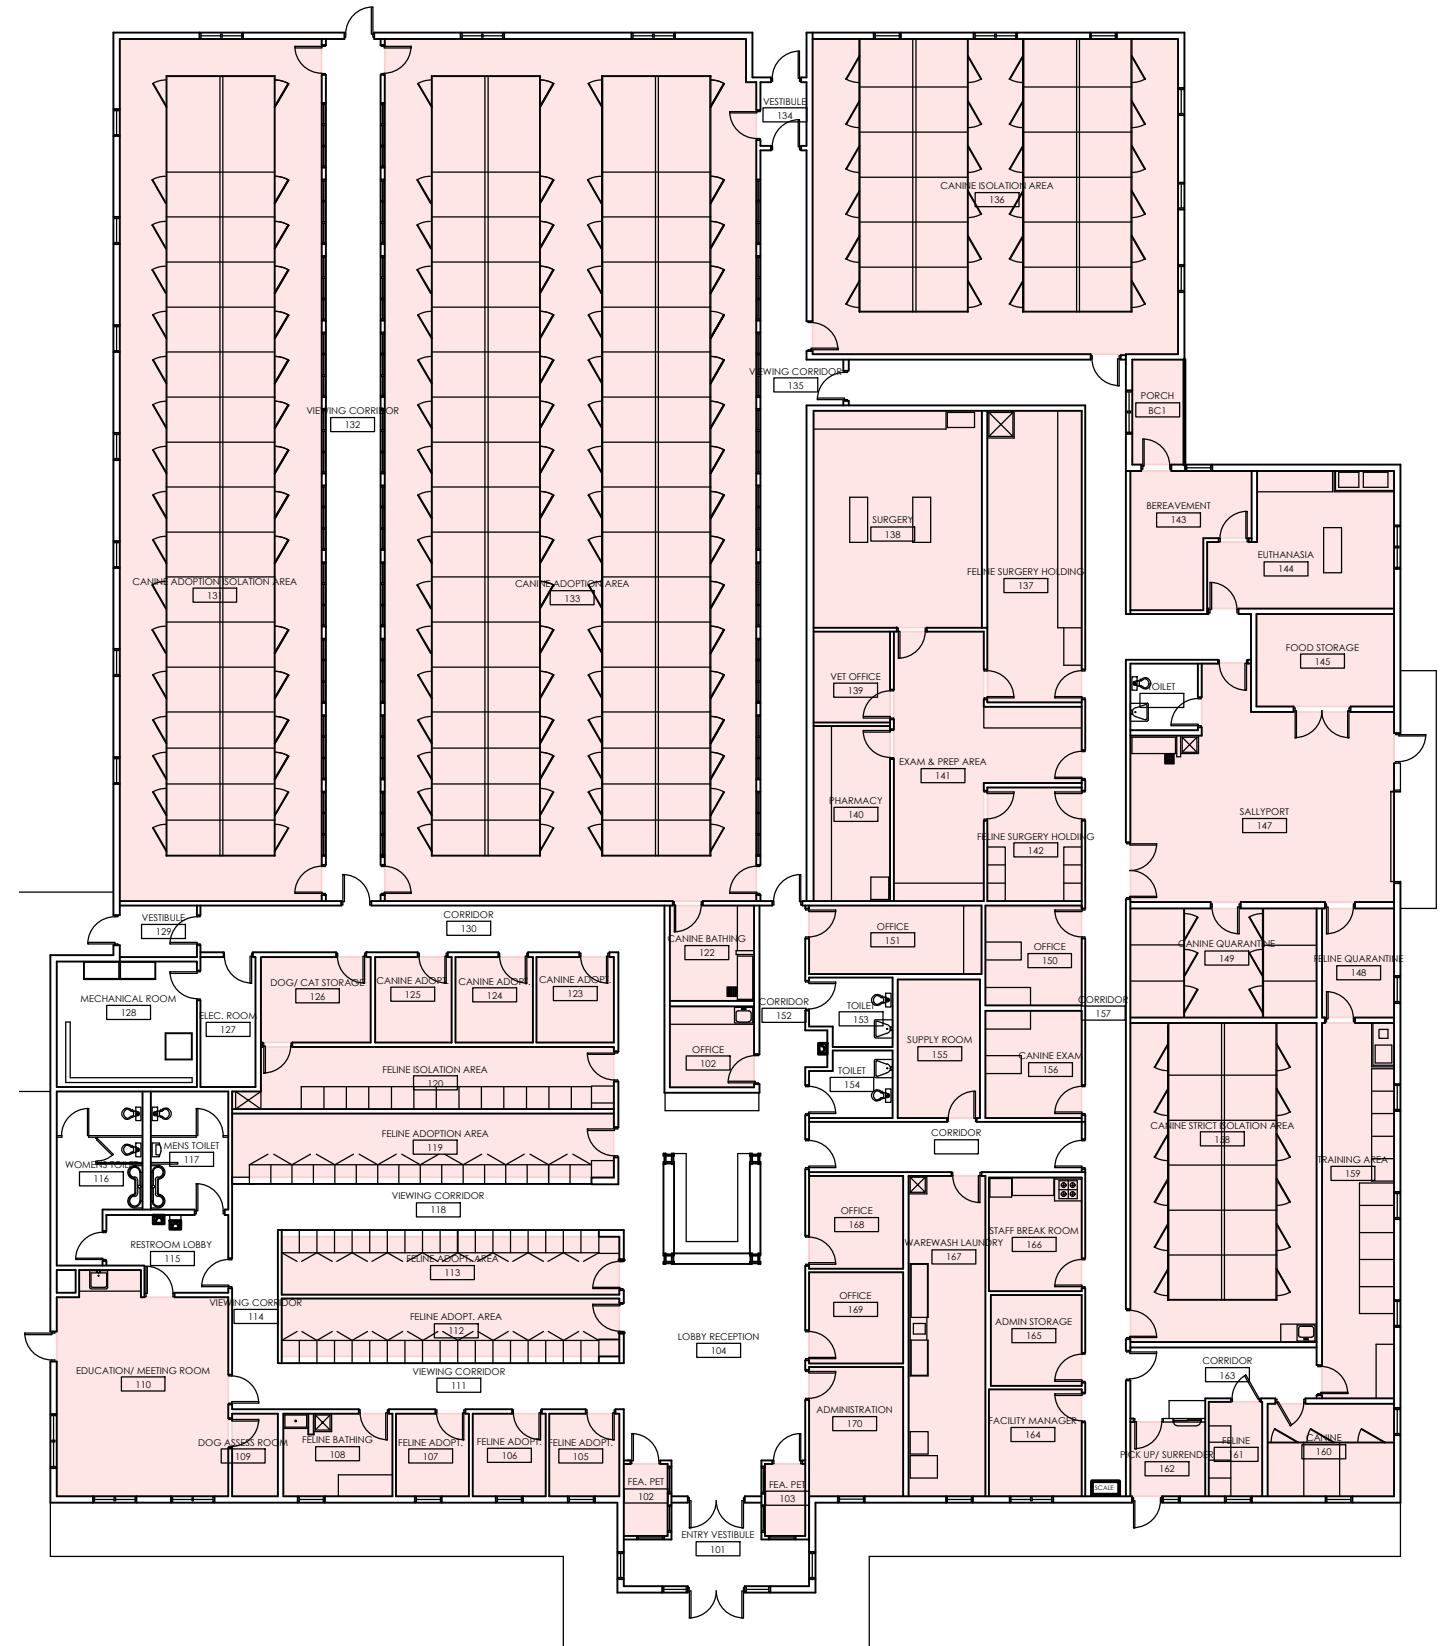 VESTIBULE
134
CANINE ISOLATION AREA
136
VIEWING CORRIDOR
135
PORCH
BC1
VIEWING CORRIDOR
132
BEREAVEMENT
143
SURGERY
138
EUTHANASIA
144
FELINE SURGERY HOLDING
137
CANINE ADOPTION ISOLATION AREA
131
CANINE ADOPTION AREA
133
FOOD STORAGE
145
VET OFFICE
139
TOILET
EXAM & PREP AREA
141
PHARMACY
140
SALLYPORT
147
FELINE SURGERY HOLDING
142
VESTIBULE
129
CORRIDOR
130
CANINE BATHING
122
OFFICE
151
OFFICE
150
CANINE QUARANTINE
149
FELINE QUARANTINE
148
MECHANICAL ROOM
128
ELEC. ROOM
127
DOG/ CAT STORAGE
126
CANINE ADOPT.
125
CANINE ADOPT.
124
CANINE ADOPT.
123
CORRIDOR
152
TOILET
153
CORRIDOR
157
OFFICE
102
SUPPLY ROOM
155
CANINE EXAM
156
TOILET
154
FELINE ISOLATION AREA
120
FELINE ADOPTION AREA
119
CORRIDOR
CANINE STRICT ISOLATION AREA
158
TRAINING AREA
159
WOMENS TOILET
116
MENS TOILET
117
VIEWING CORRIDOR
118
OFFICE
168
WAREWASH LAUNDRY
167
STAFF BREAK ROOM
166
RESTROOM LOBBY
115
FELINE ADOPT. AREA
113
VIEWING CORRIDOR
114
FELINE ADOPT. AREA
112
OFFICE
169
ADMIN STORAGE
165
LOBBY RECEPTION
104
EDUCATION/ MEETING ROOM
110
VIEWING CORRIDOR
111
CORRIDOR
163
ADMINISTRATION
170
FACILITY MANAGER
164
DOG ASSESS ROOM
109
FELINE BATHING
108
FELINE ADOPT.
107
FELINE ADOPT.
106
FELINE ADOPT.
105
PICK UP/ SURRENDER
162
FELINE
161
CANINE
160
FEA. PET
102
FEA. PET
103
SCALE
ENTRY VESTIBULE
101